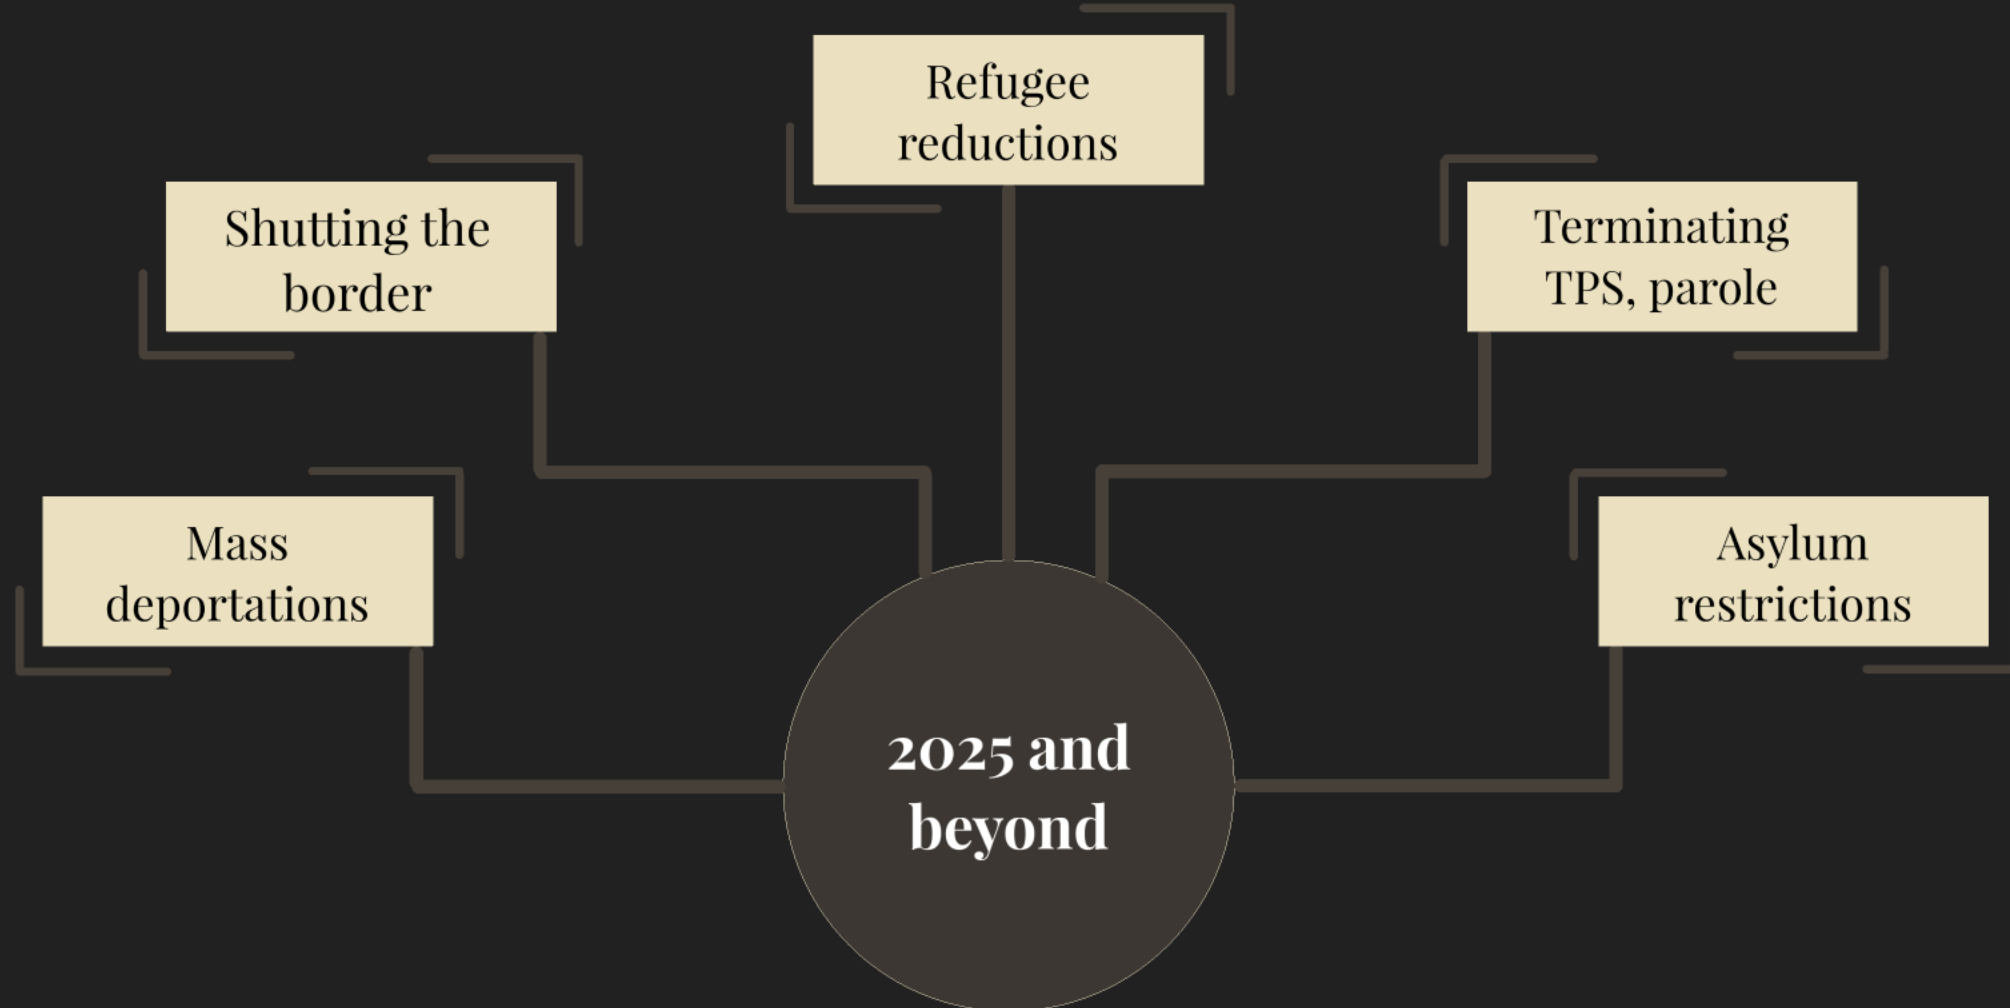 Refugee
reductions
Shutting the
border
Terminating
TPS, parole
Mass
deportations
Asylum
restrictions
2025 and
beyond